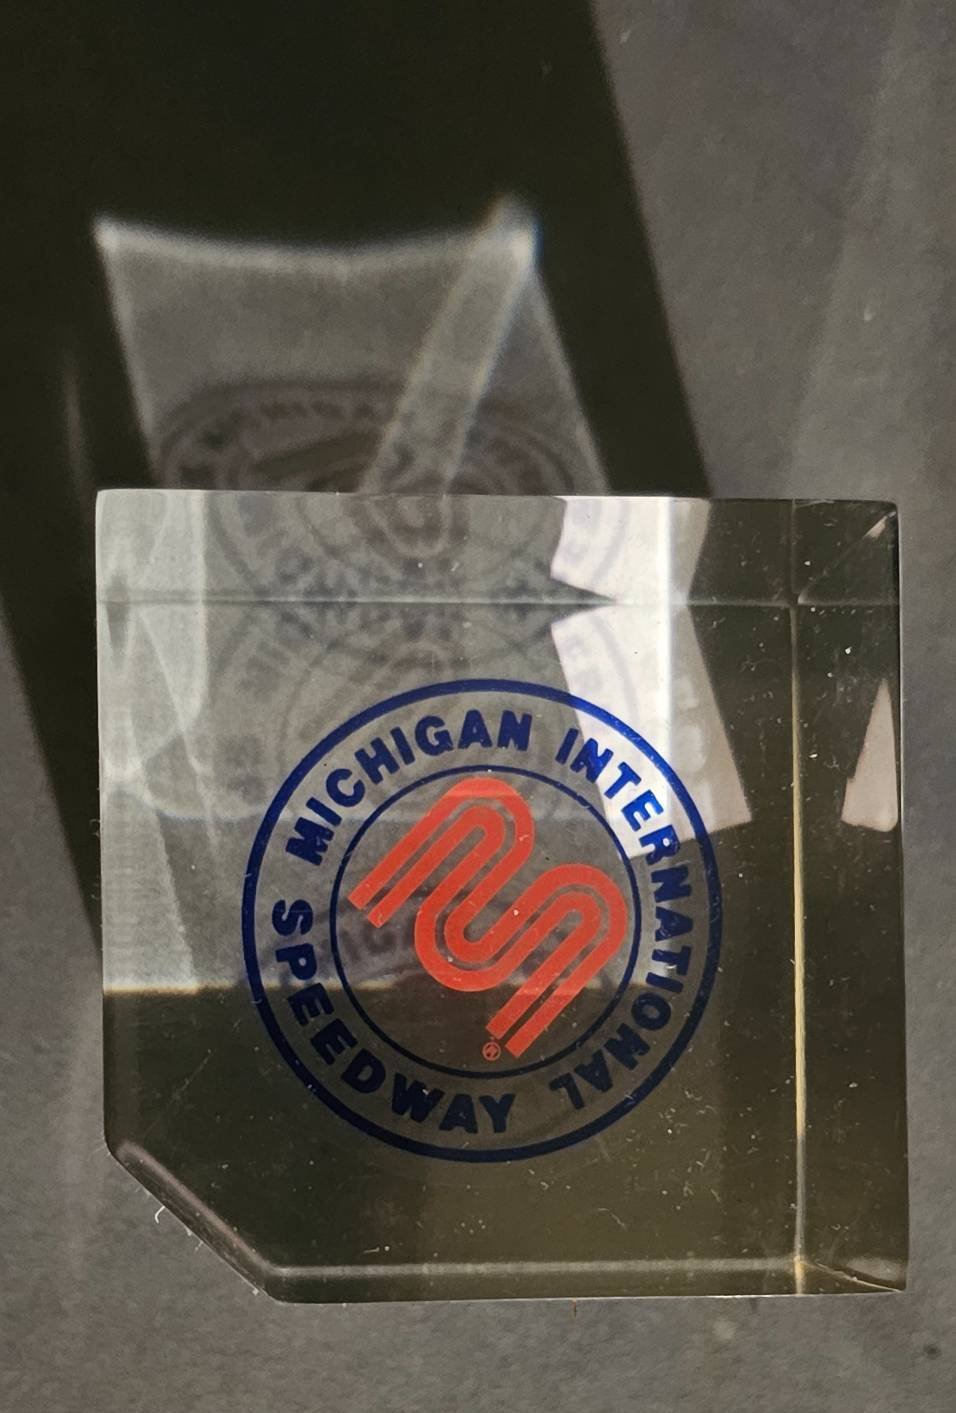 MICHIGAN INTERNATIONAL
SPEEDWAY
®